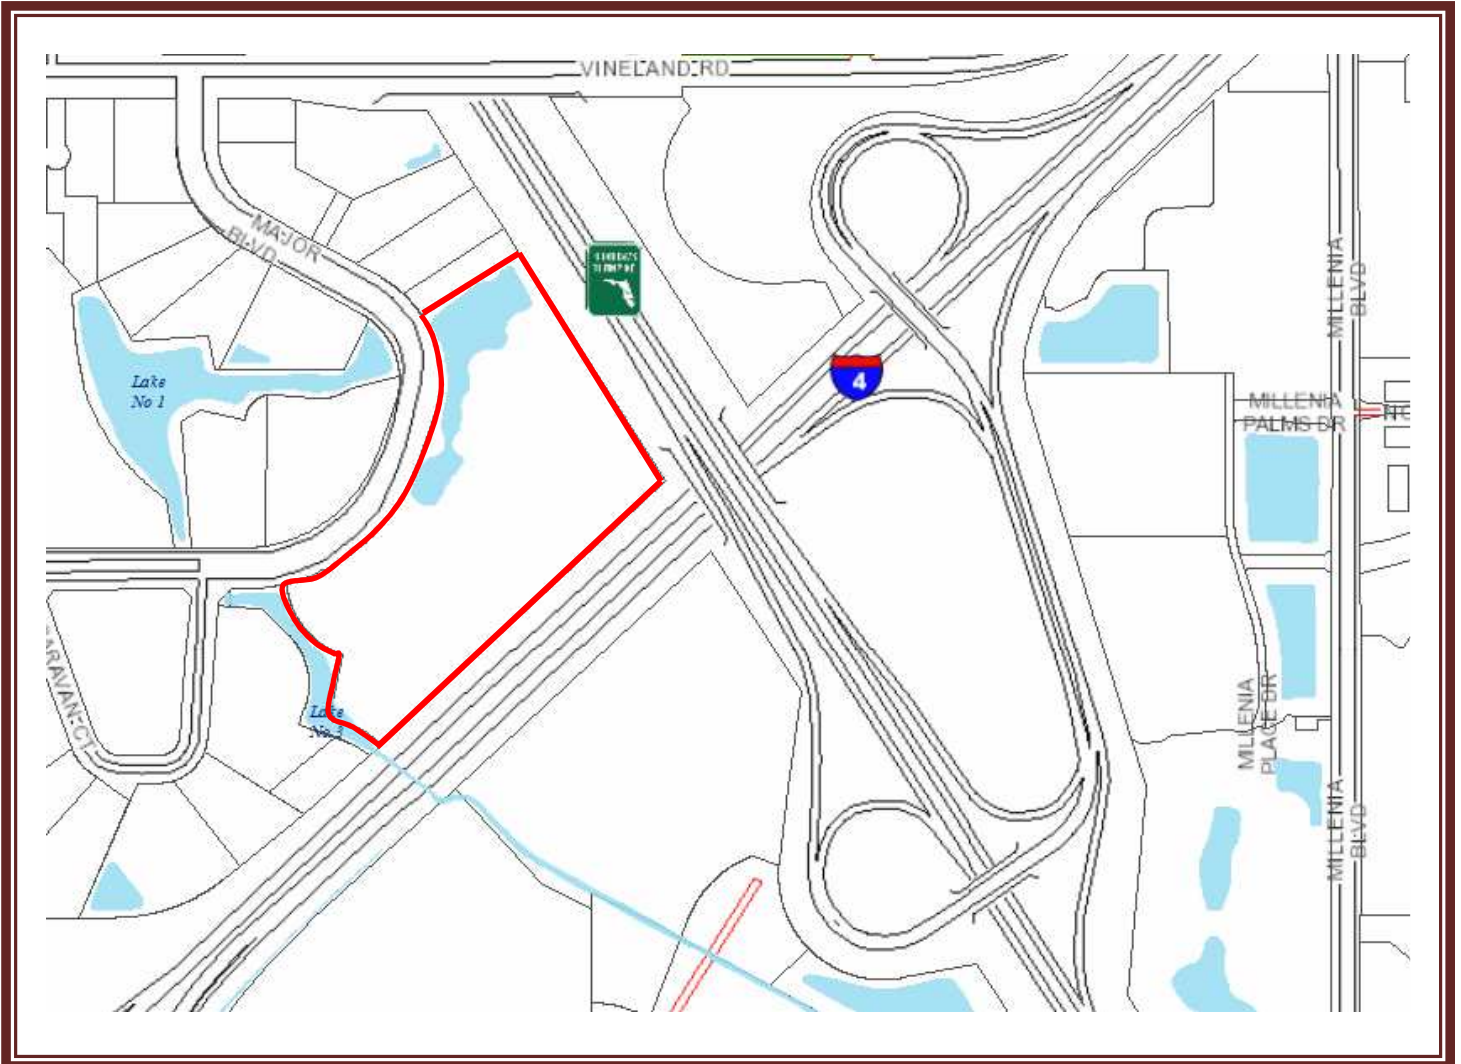 VINELAND RD
MAJOR
BLVD
MILLENIA
BLVD
4
Lake
No 1
MILLENIA
PALMS DR
Lake
No 3
ARAVAN CT
MILLENIA
PLACE DR
MILLENIA
BLVD